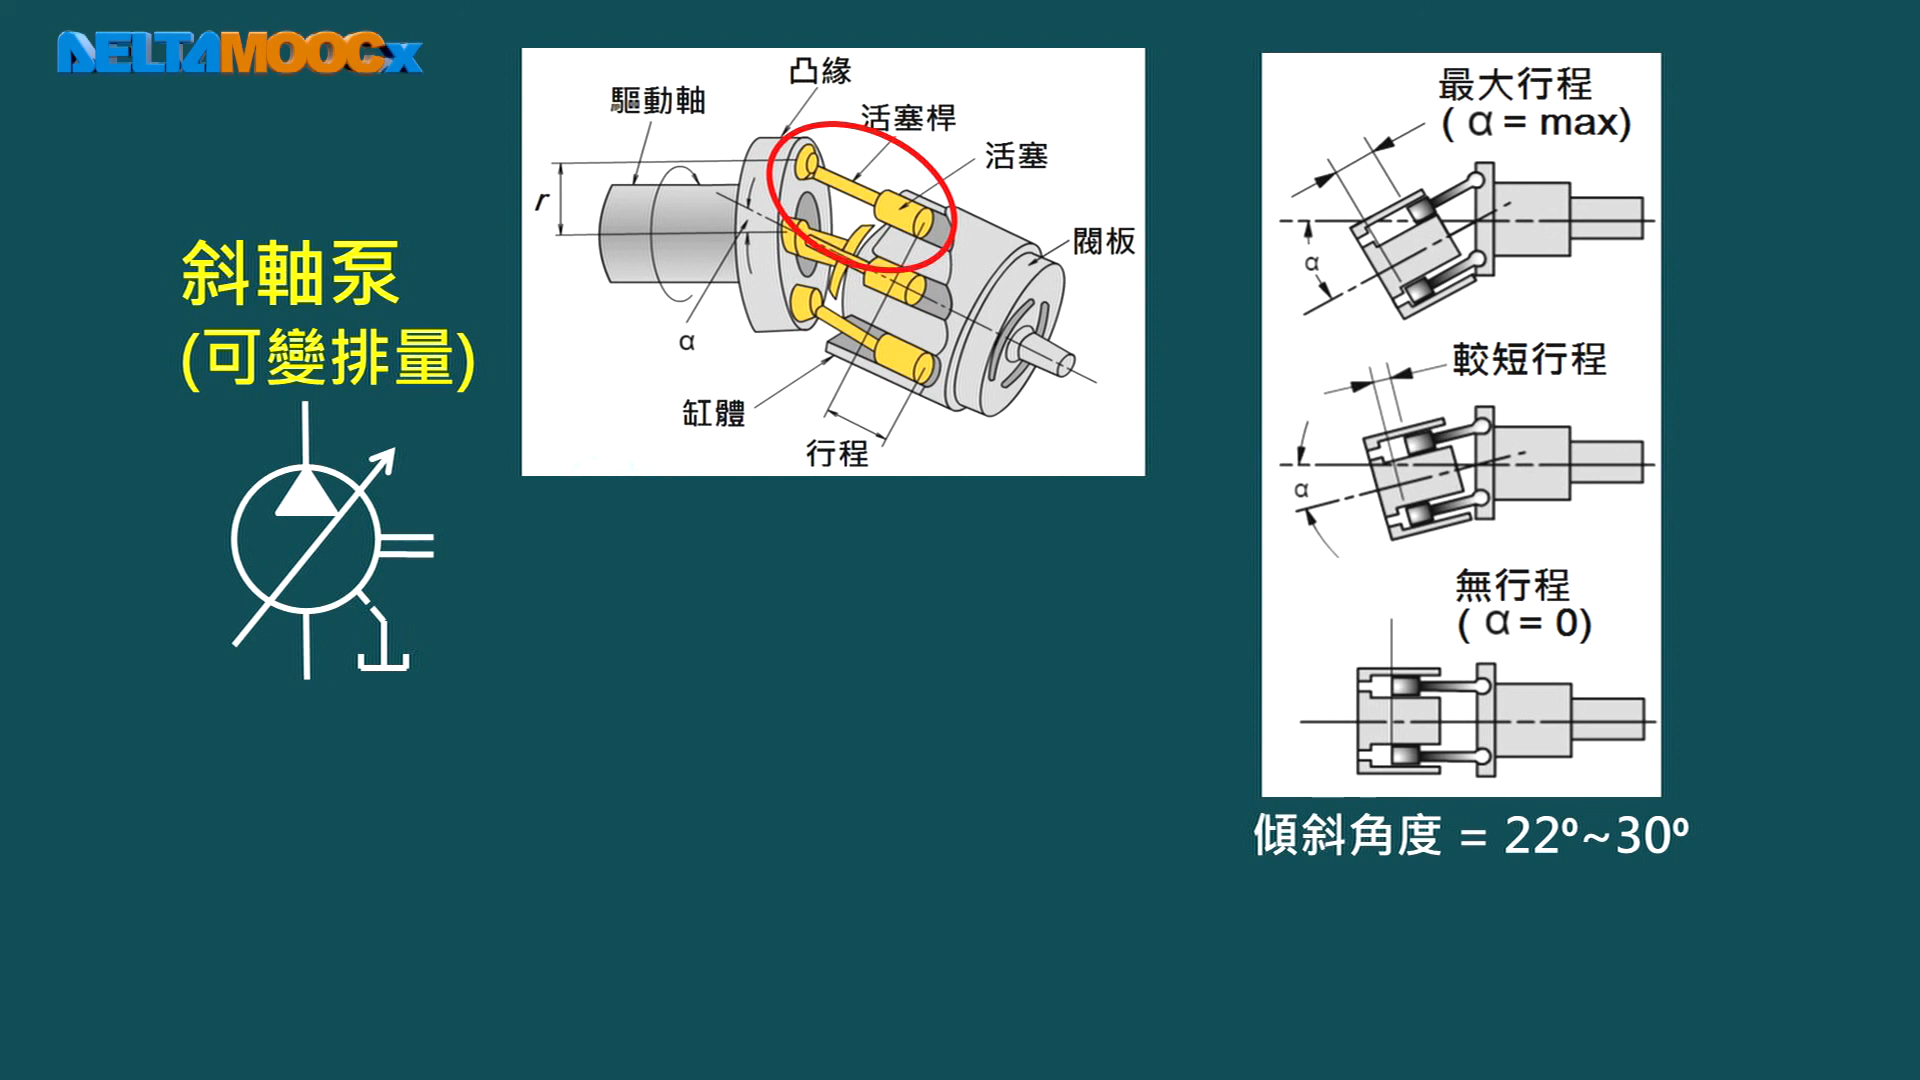 DELTAMOOCx
斜軸泵
(可變排量)
凸緣
驅動軸
活塞桿
活塞
r
閥板
α
缸體
行程
最大行程
( α = max)
α
較短行程
α
無行程
( α = 0)
傾斜角度 = 22º~30º